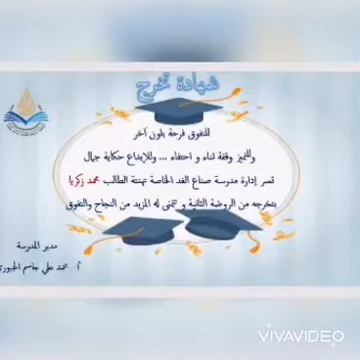 شهادة تخرج
للتفوق فرحة بلون آخر
وللتميز وقفة ثناء و احتفاء ... وللإبداع حكاية جمال
تسر إدارة مدرسة صناع الغد الخاصة تهنئة الطالب محمد زكريا
بتخرجه من الروضة الثانية و تتمنى له المزيد من النجاح والتفوق
مدير المدرسة
أ. محمد علي جاسم الجبوري
VIVAVIDEO